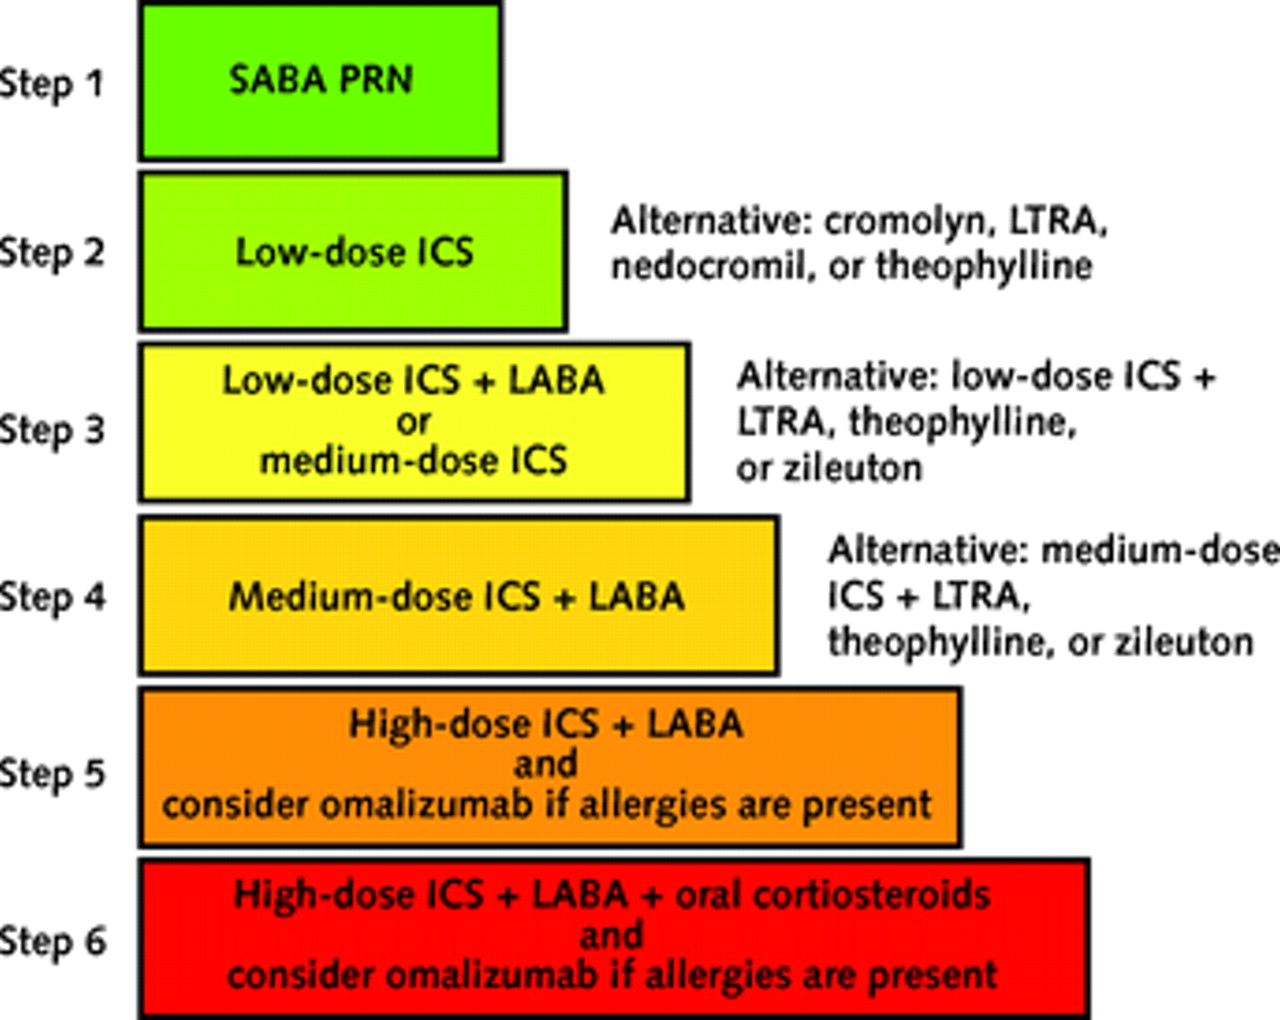 Step 1
SABA PRN
Step 2
Low-dose ICS
Alternative: cromolyn, LTRA,
nedocromil, or theophylline
Step 3
Low-dose ICS + LABA
or
medium-dose ICS
Alternative: low-dose ICS +
LTRA, theophylline,
or zileuton
Step 4
Medium-dose ICS + LABA
Alternative: medium-dose
ICS + LTRA,
theophylline, or zileuton
Step 5
High-dose ICS + LABA
and
consider omalizumab if allergies are present
Step 6
High-dose ICS + LABA + oral cortiosteroids
and
consider omalizumab if allergies are present